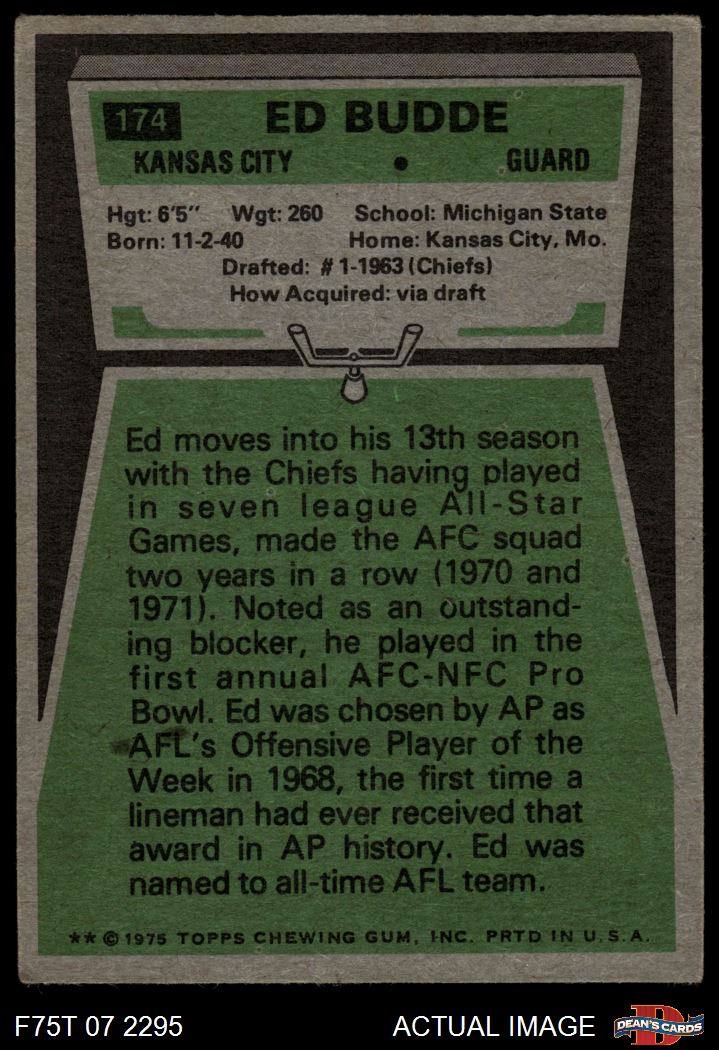 174 ED BUDDE
KANSAS CITY • GUARD
Hgt: 6'5" Wgt: 260 School: Michigan State
Born: 11-2-40 Home: Kansas City, Mo.
Drafted: #1-1963 (Chiefs)
How Acquired: via draft
Ed moves into his 13th season
with the Chiefs having played
in seven league All-Star
Games, made the AFC squad
two years in a row (1970 and
1971). Noted as an outstand-
ing blocker, he played in the
first annual AFC-NFC Pro
Bowl. Ed was chosen by AP as
AFL's Offensive Player of the
Week in 1968, the first time a
lineman had ever received that
award in AP history. Ed was
named to all-time AFL team.
** © 1975 TOPPS CHEWING GUM, INC. PRTD IN U.S.A.
F75T 07 2295 ACTUAL IMAGE DEAN'S CARDS